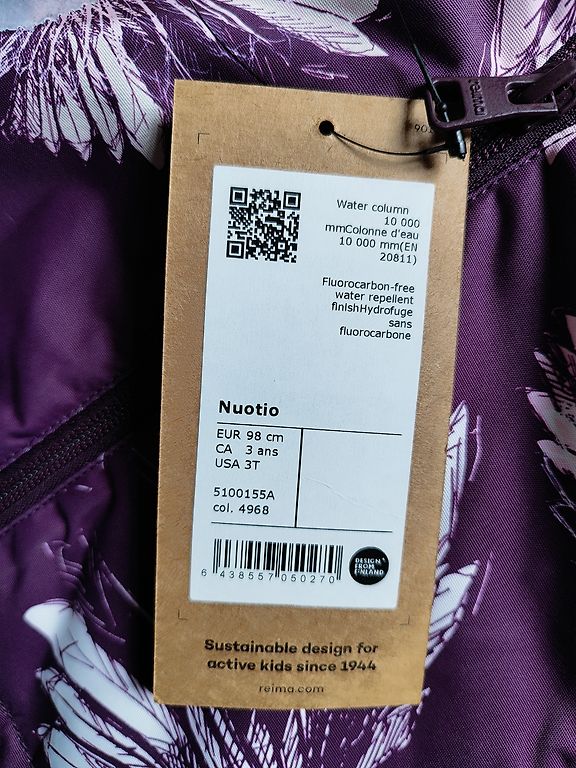 reima
901
Water column
10 000
mmColonne d'eau
10 000 mm(EN
20811)
Fluorocarbon-free
water repellent
finishHydrofuge
sans
fluorocarbone
Nuotio
EUR 98 cm
CA 3 ans
USA 3T
5100155A
col. 4968
6 438557 050270
DESIGN
FROM
FINLAND
Sustainable design for
active kids since 1944
reima.com